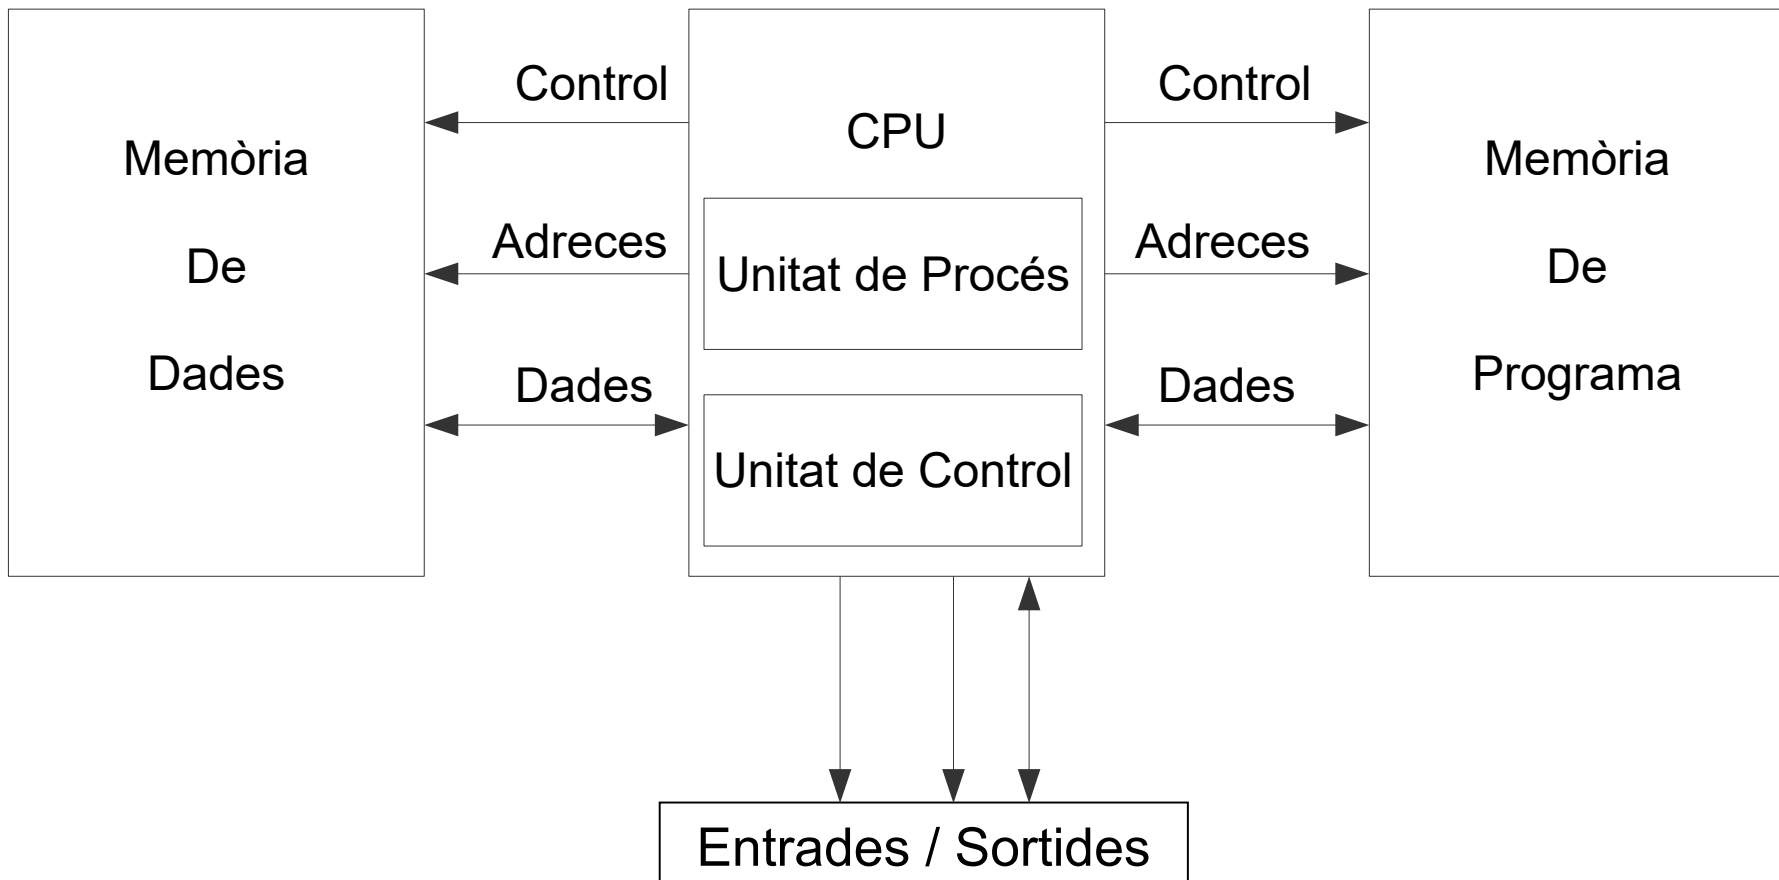 Memòria
De
Dades
Control
Adreces
Dades
CPU
Unitat de Procés
Unitat de Control
Control
Adreces
Dades
Memòria
De
Programa
Entrades / Sortides